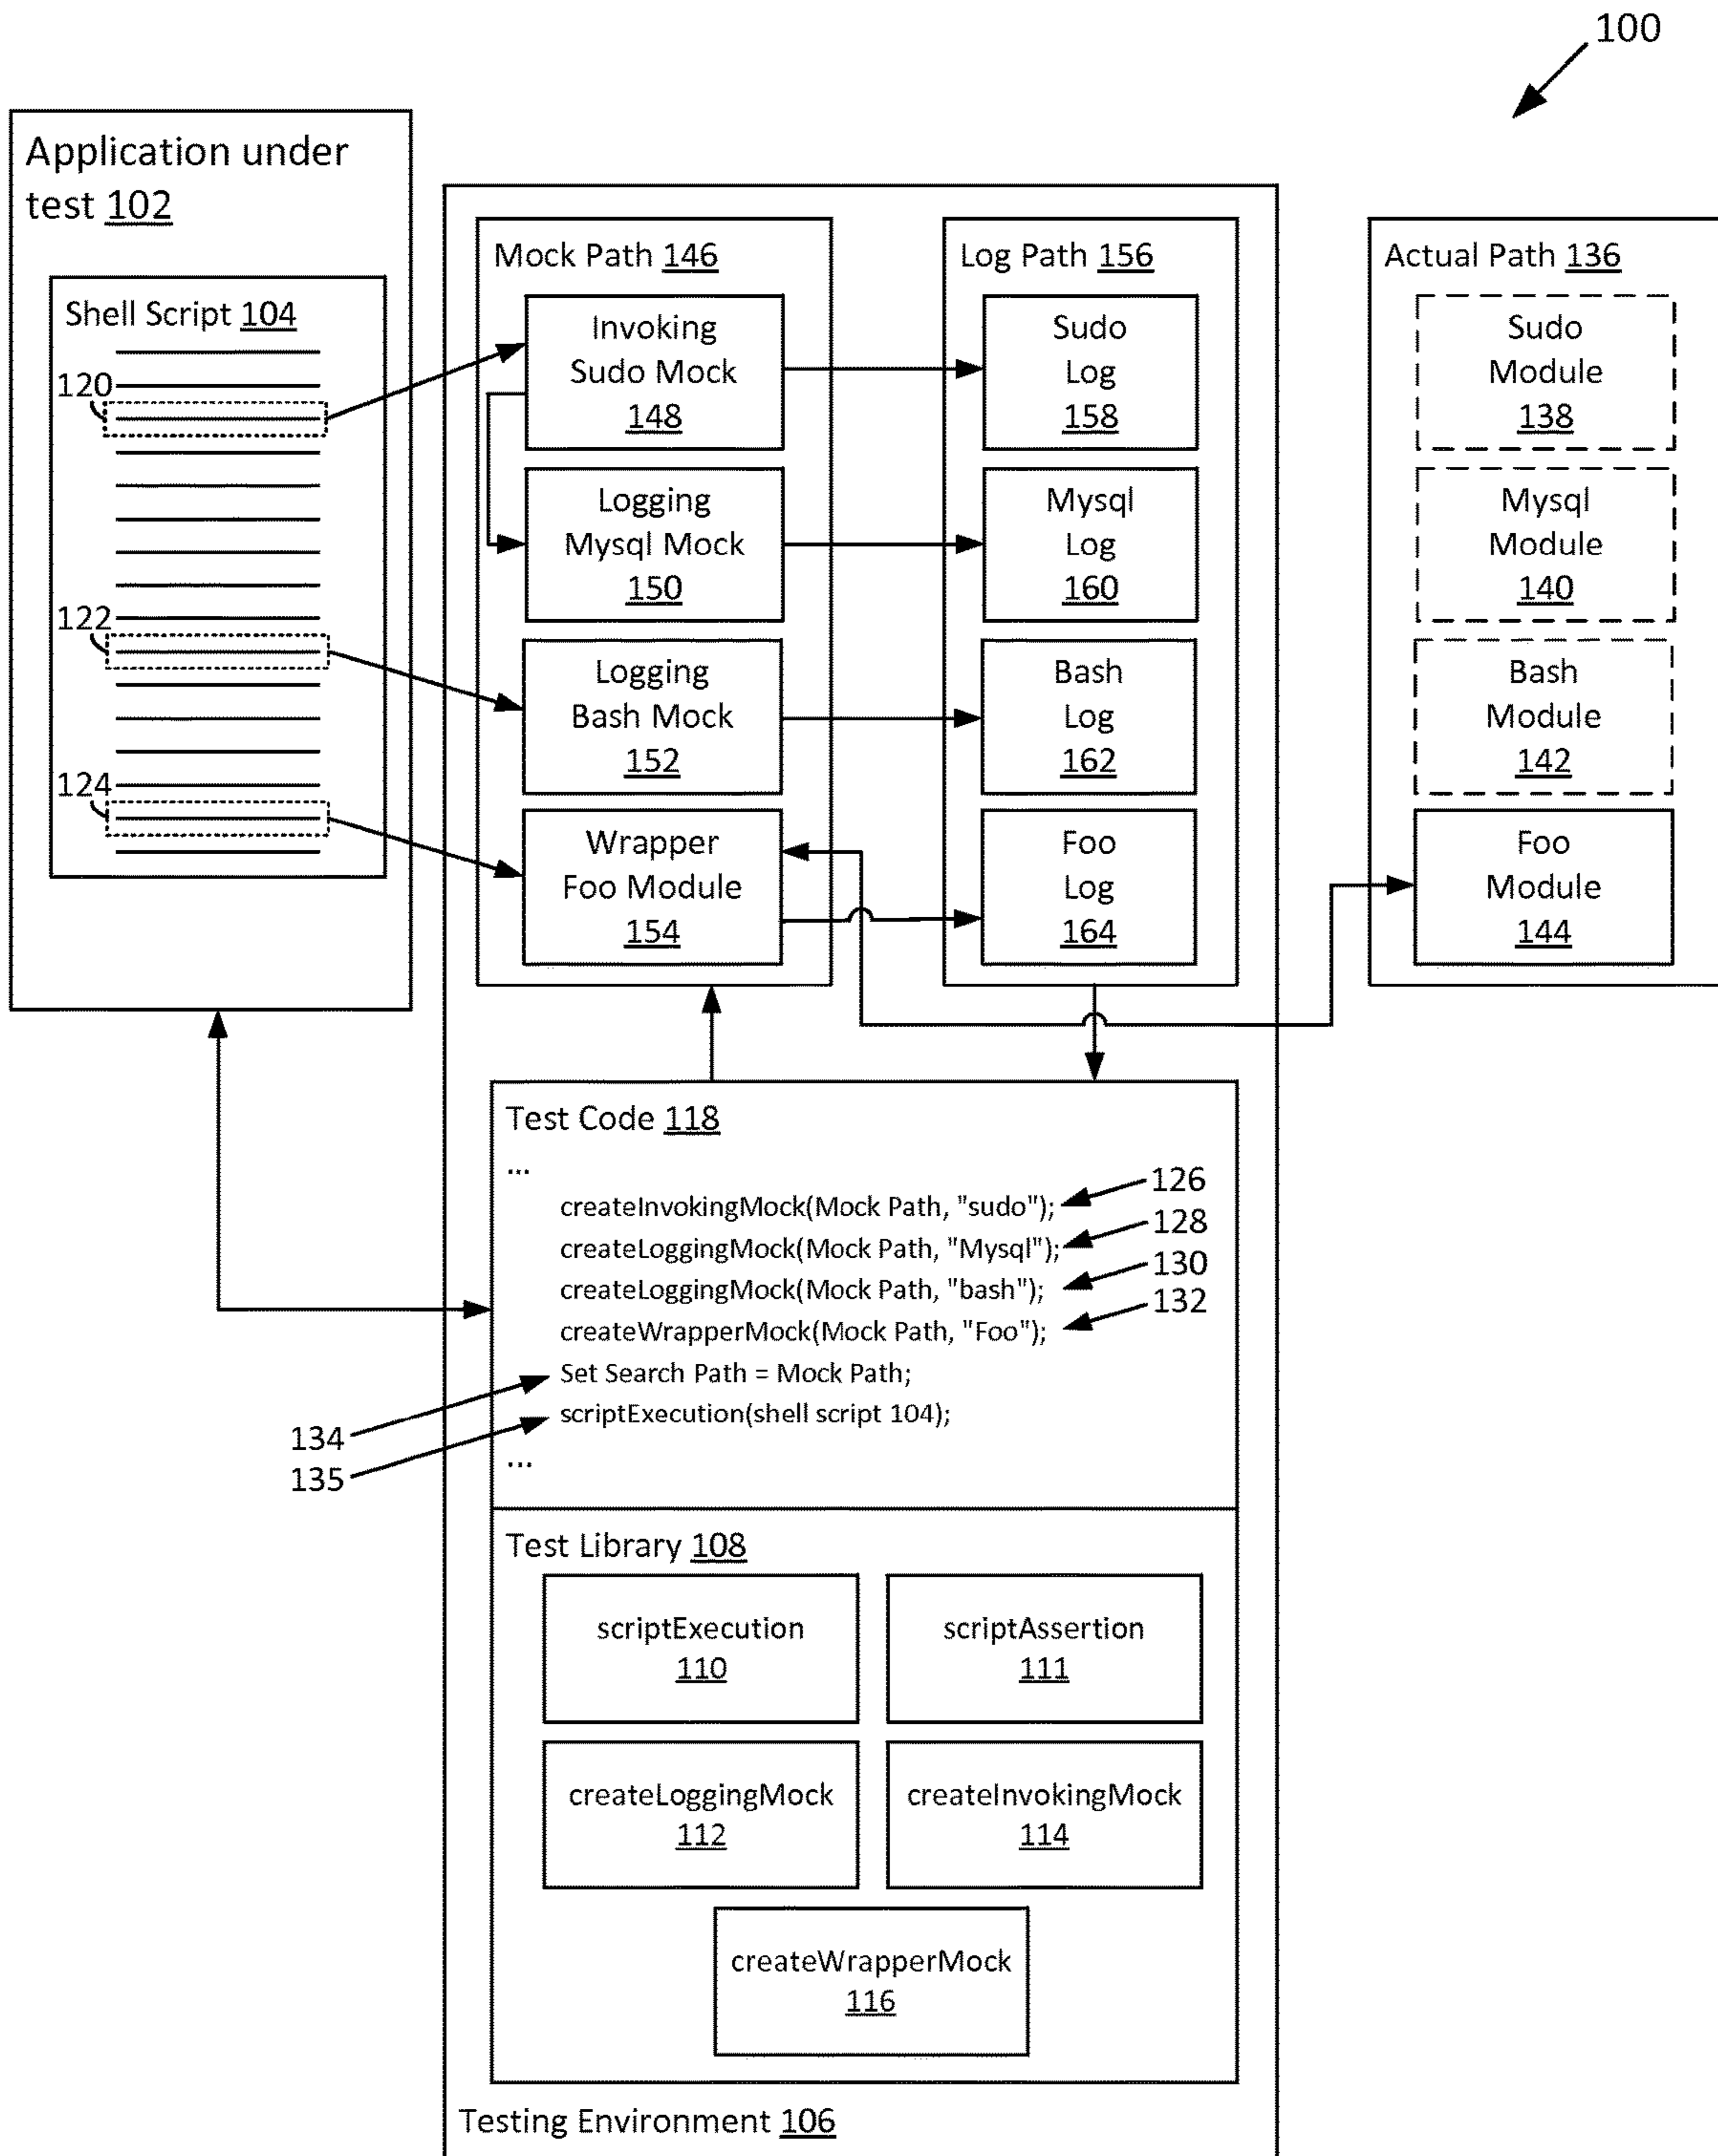 100
Application under
test 102
Shell Script 104
120
122
124
Mock Path 146
Invoking
Sudo Mock
148
Logging
Mysql Mock
150
Logging
Bash Mock
152
Wrapper
Foo Module
154
Log Path 156
Sudo
Log
158
Mysql
Log
160
Bash
Log
162
Foo
Log
164
Actual Path 136
Sudo
Module
138
Mysql
Module
140
Bash
Module
142
Foo
Module
144
Test Code 118
...
createInvokingMock(Mock Path, "sudo");
126
createLoggingMock(Mock Path, "Mysql");
128
createLoggingMock(Mock Path, "bash");
130
createWrapperMock(Mock Path, "Foo");
132
Set Search Path = Mock Path;
134
scriptExecution(shell script 104);
135
...
Test Library 108
scriptExecution
110
scriptAssertion
111
createLoggingMock
112
createInvokingMock
114
createWrapperMock
116
Testing Environment 106